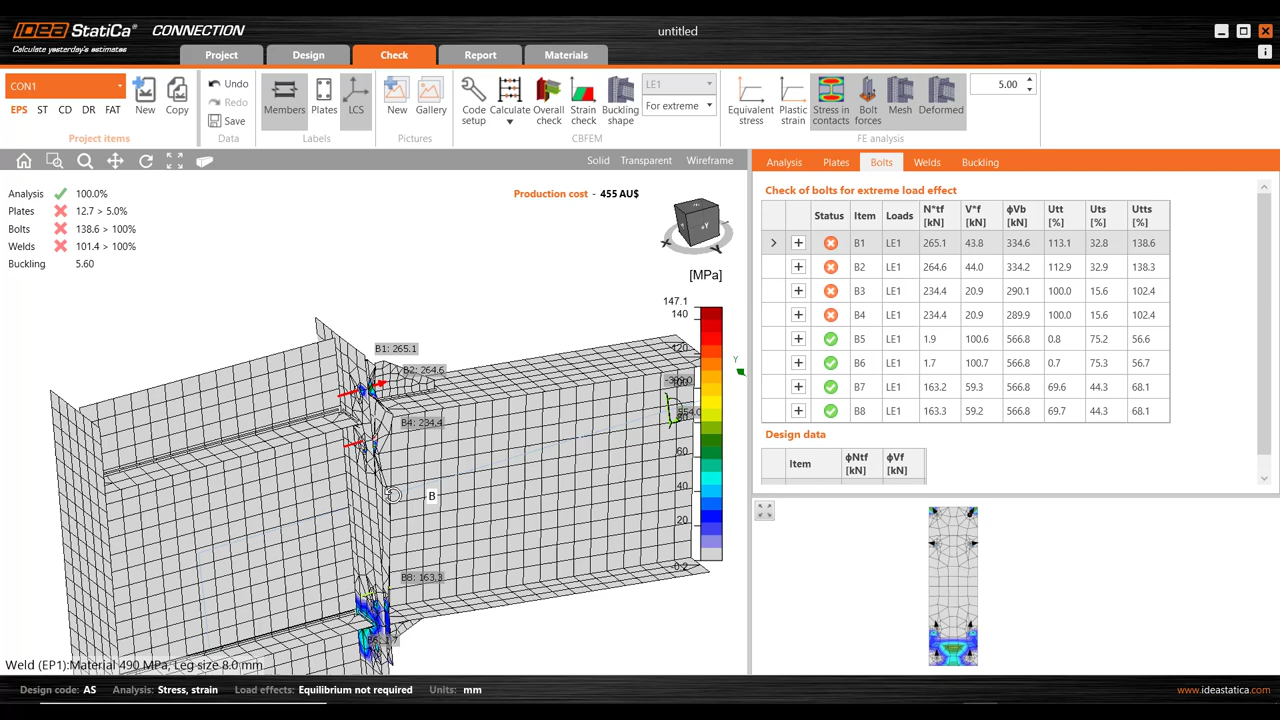 IDEA StatiCa® CONNECTION
Calculate yesterday's estimates
untitled
Project Design Check Report Materials
CON1
EPS ST CD DR FAT
New Copy
Project items
Undo
Redo
Save
Data
Members Plates LCS
Labels
New Gallery
Pictures
Code setup
Calculate
Overall check
Strain check
Buckling shape
LE1
For extreme
CBFEM
Equivalent stress
Plastic strain
Stress in contacts
Bolt forces
Mesh
Deformed
5.00
FE analysis
Solid Transparent Wireframe
Analysis 100.0%
Plates 12.7 > 5.0%
Bolts 138.6 > 100%
Welds 101.4 > 100%
Buckling 5.60
Production cost - 455 AU$
+Y
[MPa]
147.1
140
120
100
80
60
40
20
-0.2
Y
B1: 265.1
B2: 264.6
B4: 234.4
B
B8: 163.3
Weld (EP1):Material 490 MPa, Leg size 8.0 mm
Analysis Plates Bolts Welds Buckling
Check of bolts for extreme load effect
Status Item Loads N*tf [kN] V*f [kN] ϕVb [kN] Utt [%] Uts [%] Utts [%]
B1 LE1 265.1 43.8 334.6 113.1 32.8 138.6
B2 LE1 264.6 44.0 334.2 112.9 32.9 138.3
B3 LE1 234.4 20.9 290.1 100.0 15.6 102.4
B4 LE1 234.4 20.9 289.9 100.0 15.6 102.4
B5 LE1 1.9 100.6 566.8 0.8 75.2 56.6
B6 LE1 1.7 100.7 566.8 0.8 75.3 56.7
B7 LE1 163.2 59.3 566.8 69.6 44.3 68.1
B8 LE1 163.3 59.2 566.8 69.7 44.3 68.1
Design data
Item ϕNtf [kN] ϕVf [kN]
Design code: AS Analysis: Stress, strain Load effects: Equilibrium not required Units: mm
www.ideastatica.com